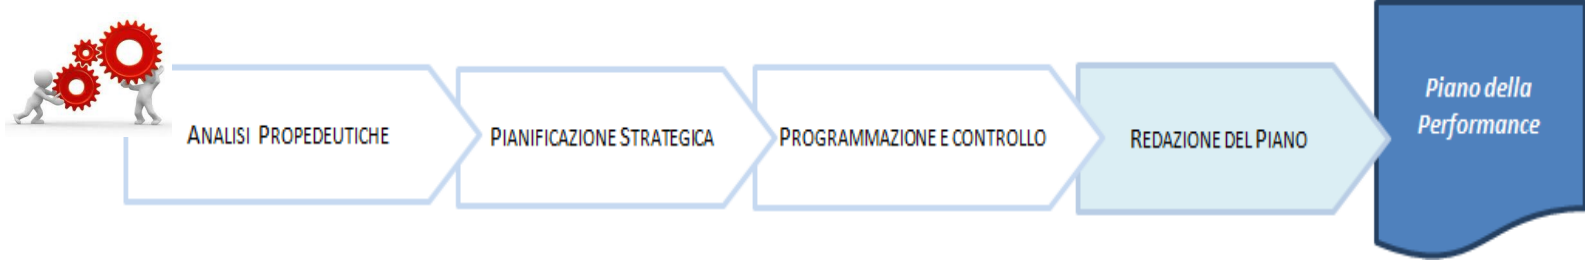 ANALISI PROPEDEUTICHE
PIANIFICAZIONE STRATEGICA
PROGRAMMAZIONE E CONTROLLO
REDAZIONE DEL PIANO
Piano della
Performance